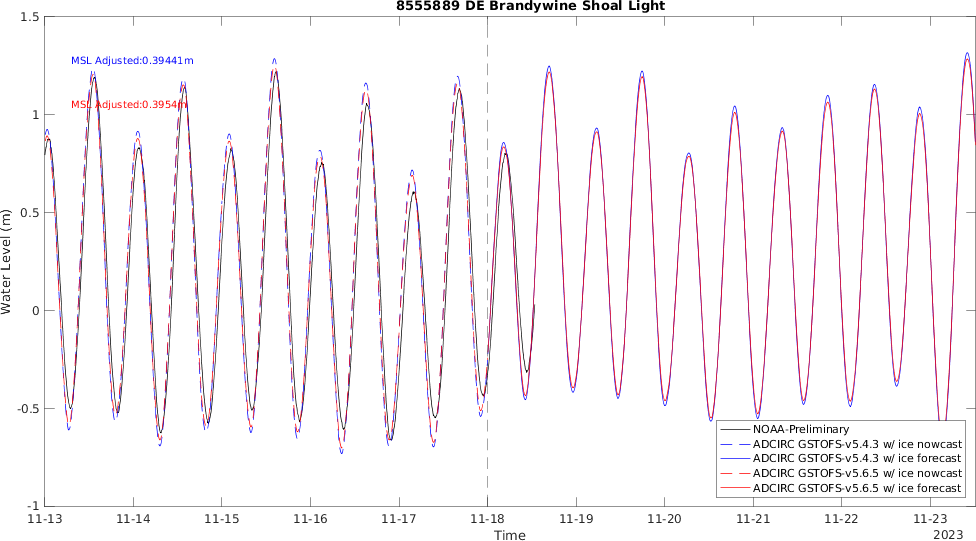 8555889 DE Brandywine Shoal Light
MSL Adjusted:0.39441m
MSL Adjusted:0.3954m
Water Level (m)
1.5
1
0.5
0
-0.5
-1
NOAA-Preliminary
ADCIRC GSTOFS-v5.4.3 w/ ice nowcast
ADCIRC GSTOFS-v5.4.3 w/ ice forecast
ADCIRC GSTOFS-v5.6.5 w/ ice nowcast
ADCIRC GSTOFS-v5.6.5 w/ ice forecast
11-13 11-14 11-15 11-16 11-17 11-18 11-19 11-20 11-21 11-22 11-23
Time
2023